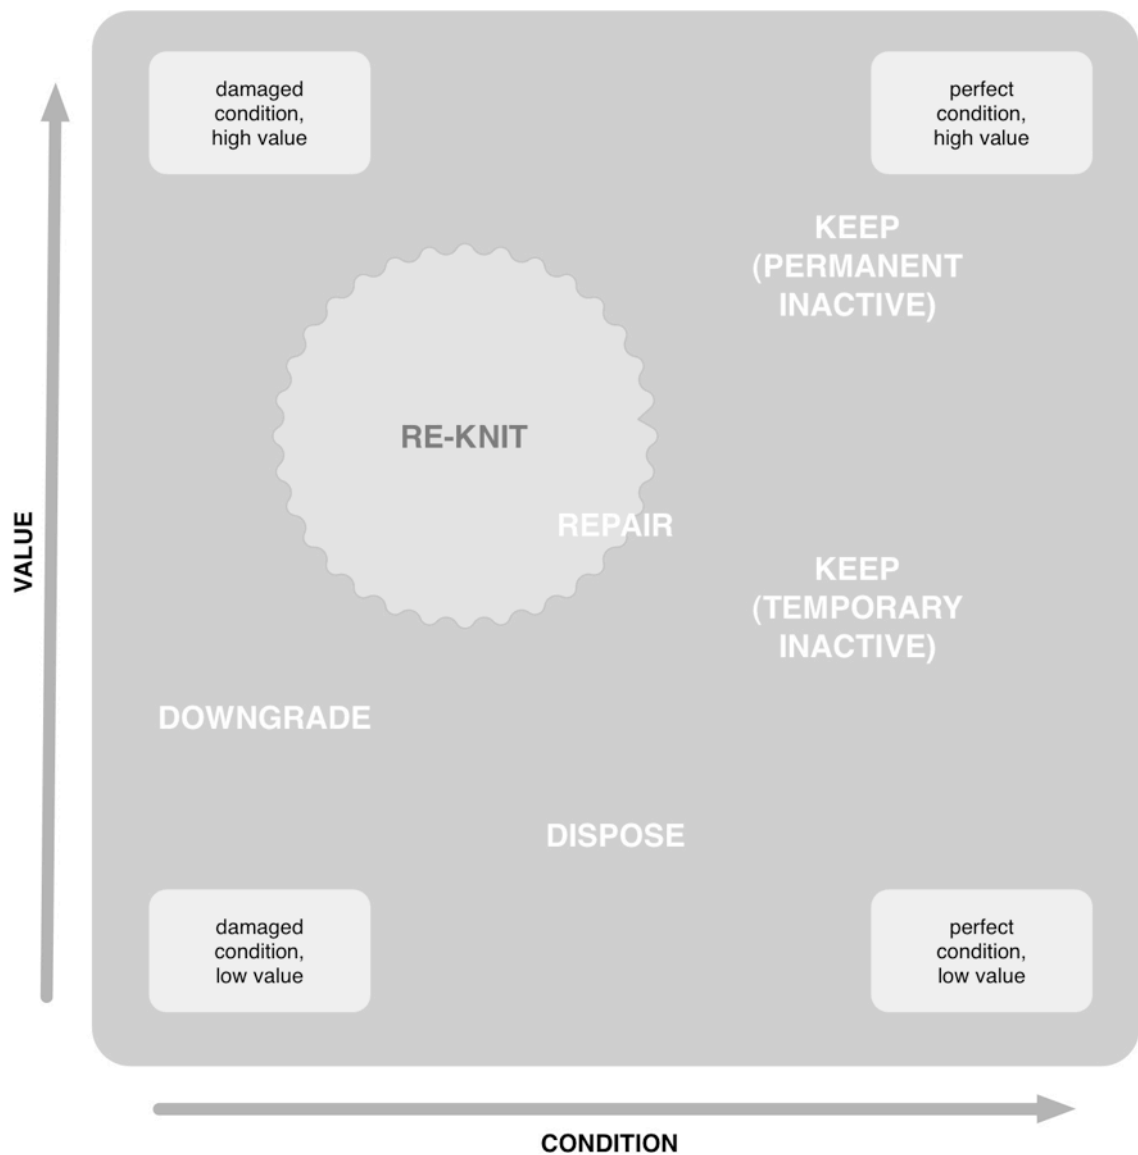 damaged
condition,
high value
perfect
condition,
high value
KEEP
(PERMANENT
INACTIVE)
RE-KNIT
REPAIR
VALUE
KEEP
(TEMPORARY
INACTIVE)
DOWNGRADE
DISPOSE
damaged
condition,
low value
perfect
condition,
low value
CONDITION